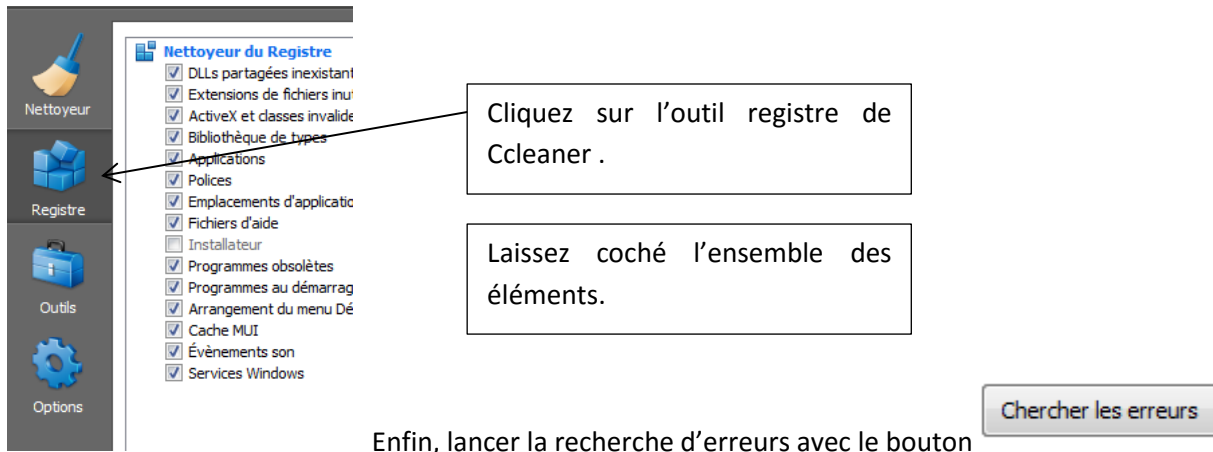 Nettoyeur
Registre
Outils
Options
Nettoyeur du Registre
DLLs partagées inexistant
Extensions de fichiers inu
ActiveX et classes invalide
Bibliothèque de types
Applications
Polices
Emplacements d'applicatio
Fichiers d'aide
Installateur
Programmes obsolètes
Programmes au démarrag
Arrangement du menu Dé
Cache MUI
Évènements son
Services Windows
Cliquez sur l’outil registre de
Ccleaner .
Laissez coché l’ensemble des
éléments.
Enfin, lancer la recherche d’erreurs avec le bouton
Chercher les erreurs